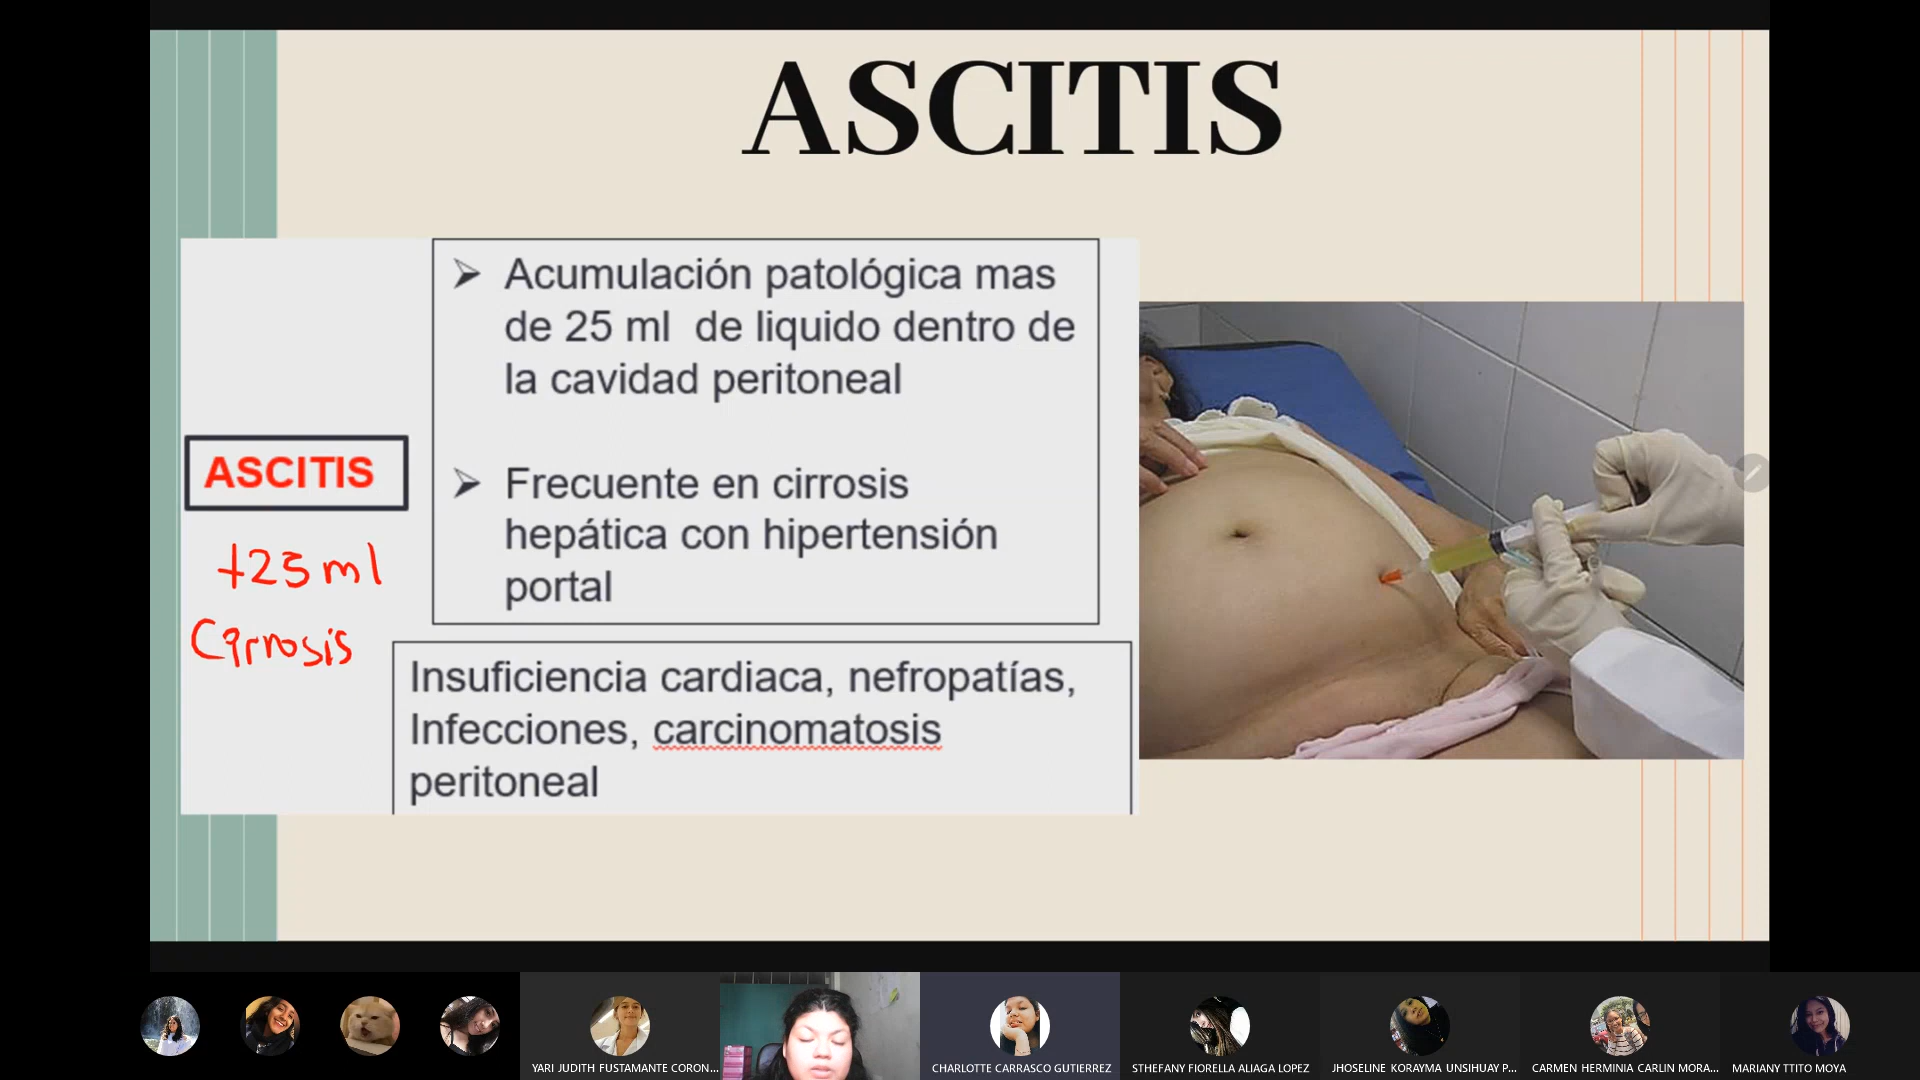 ASCITIS
➢ Acumulación patológica mas
de 25 ml de liquido dentro de
la cavidad peritoneal
ASCITIS
➢ Frecuente en cirrosis
hepática con hipertensión
portal
+25 ml
Cirrosis
Insuficiencia cardiaca, nefropatías,
Infecciones, carcinomatosis
peritoneal
YARI JUDITH FUSTAMANTE CORON...
CHARLOTTE CARRASCO GUTIERREZ
STHEFANY FIORELLA ALIAGA LOPEZ
JHOSELINE KORAYMA UNSIHUAY P...
CARMEN HERMINIA CARLIN MORA...
MARIANY TTITO MOYA